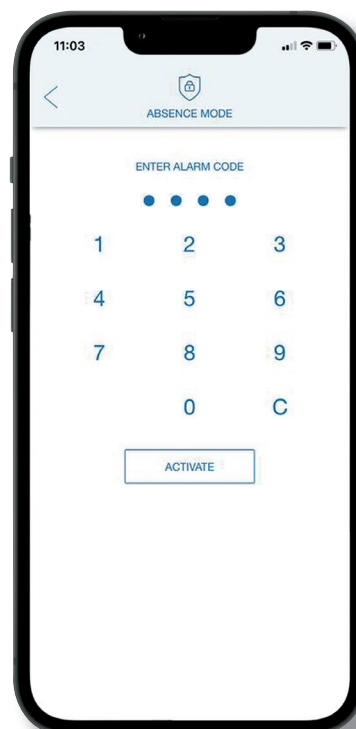 11:03
ABSENCE MODE
ENTER ALARM CODE
1 2 3
4 5 6
7 8 9
0 C
ACTIVATE